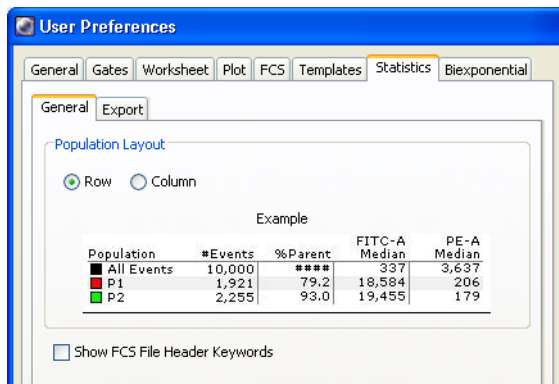 User Preferences
General Gates Worksheet Plot FCS Templates Statistics Biexponential
General Export
Population Layout
Row Column
Example
FITC-A PE-A
Population #Events %Parent Median Median
All Events 10,000 #### 337 3,637
P1 1,921 79.2 18,584 206
P2 2,255 93.0 19,455 179
Show FCS File Header Keywords